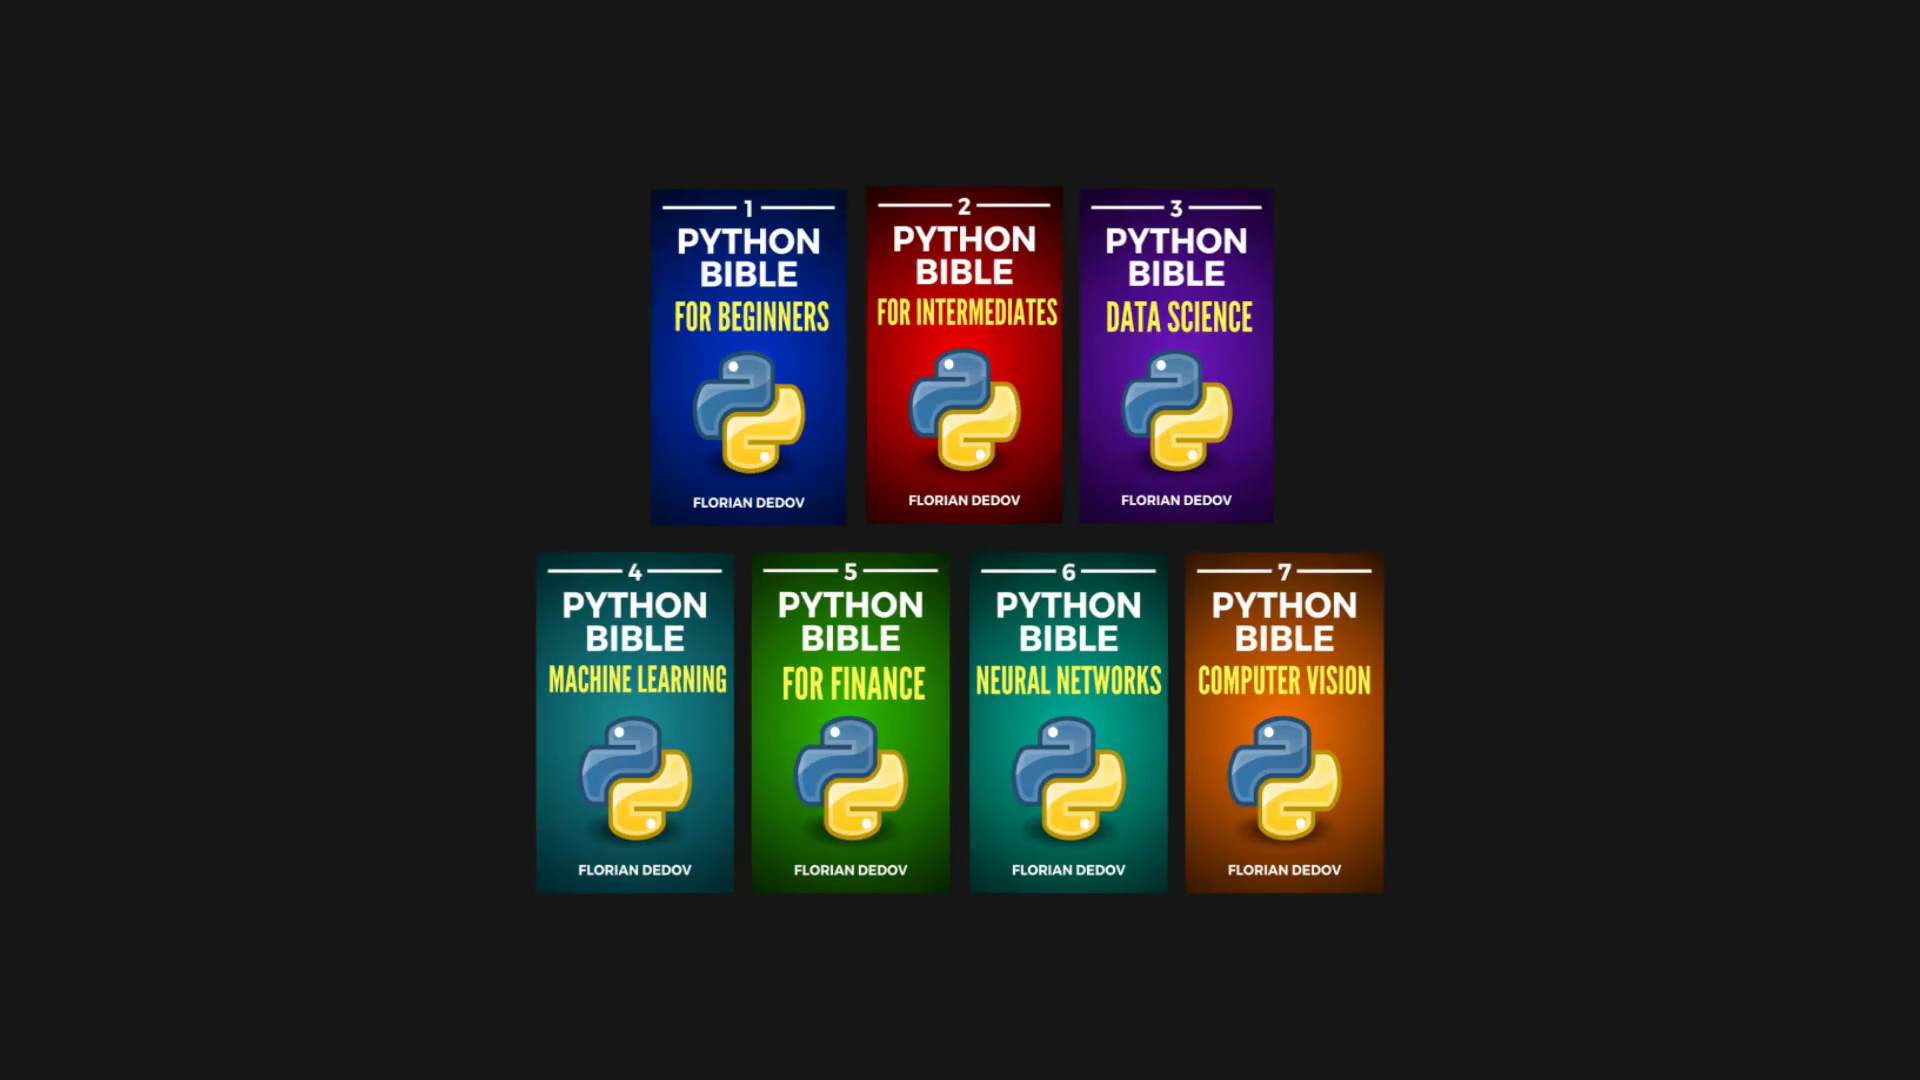 1
PYTHON
BIBLE
FOR BEGINNERS
FLORIAN DEDOV
2
PYTHON
BIBLE
FOR INTERMEDIATES
FLORIAN DEDOV
3
PYTHON
BIBLE
DATA SCIENCE
FLORIAN DEDOV
4
PYTHON
BIBLE
MACHINE LEARNING
FLORIAN DEDOV
5
PYTHON
BIBLE
FOR FINANCE
FLORIAN DEDOV
6
PYTHON
BIBLE
NEURAL NETWORKS
FLORIAN DEDOV
7
PYTHON
BIBLE
COMPUTER VISION
FLORIAN DEDOV